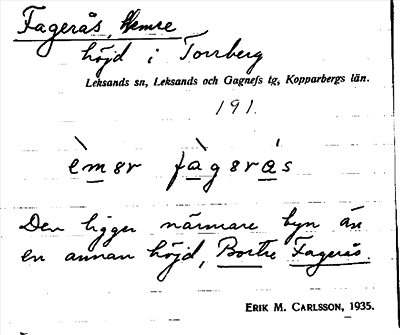 Fagerås, Hemre
höjd i Torrberg
Leksands sn, Leksands och Gagnefs tg, Kopparbergs län.
191.
èmər fàgəràs
Den ligger närmare byn än
en annan höjd, Bortre Fagerås.
ERIK M. CARLSSON, 1935.